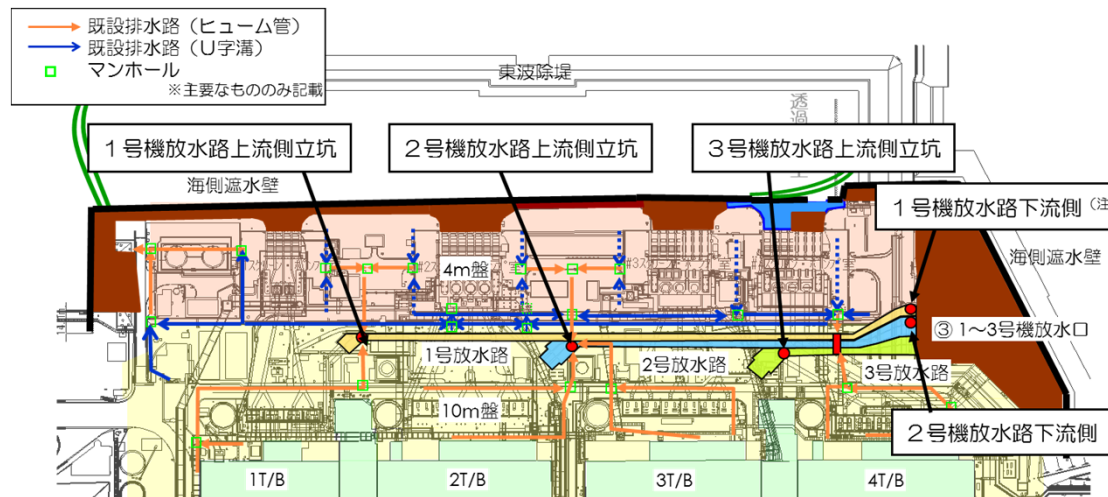 既設排水路（ヒューム管）
既設排水路（U字溝）
マンホール
※主要なもののみ記載
東波除堤
１号機放水路上流側立坑
２号機放水路上流側立坑
３号機放水路上流側立坑
海側遮水壁
１号機放水路下流側（注
海側遮水壁
4m盤
③ 1～3号機放水口
1号放水路
2号放水路
3号放水路
10m盤
２号機放水路下流側
1T/B
2T/B
3T/B
4T/B